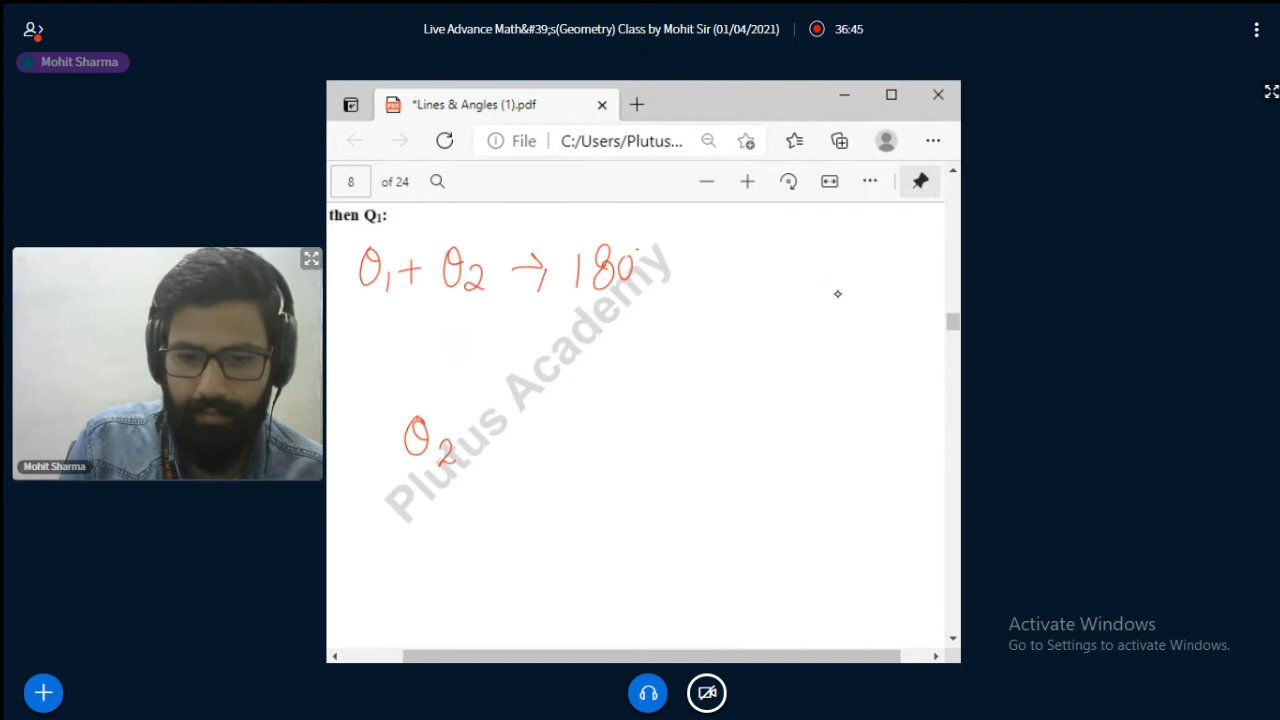 Live Advance Math&#39;s(Geometry) Class by Mohit Sir (01/04/2021)
36:45
Mohit Sharma
*Lines & Angles (1).pdf
File
C:/Users/Plutus...
8
of 24
then Q₁:
θ₁ + θ₂ → 180°
θ₂
Plutus Academy
Mohit Sharma
Activate Windows
Go to Settings to activate Windows.